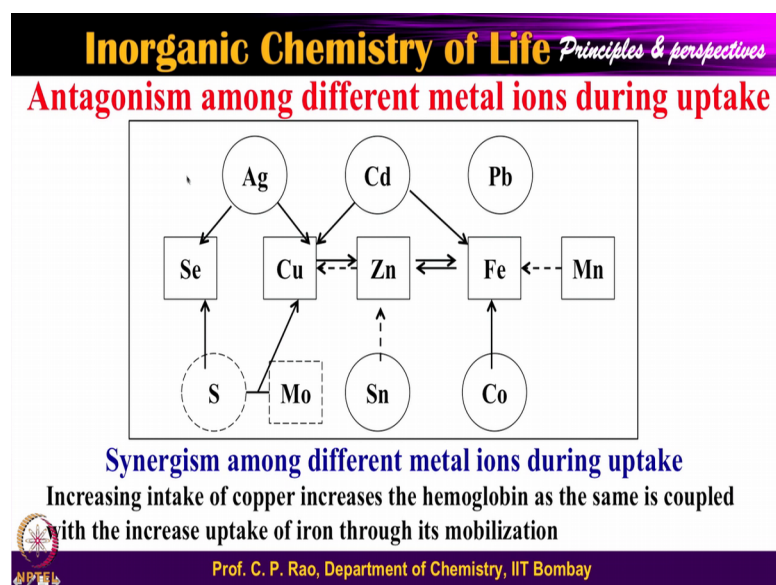 Inorganic Chemistry of Life Principles & perspectives
Antagonism among different metal ions during uptake
Ag Cd Pb
Se Cu Zn Fe Mn
S Mo Sn Co
Synergism among different metal ions during uptake
Increasing intake of copper increases the hemoglobin as the same is coupled
with the increase uptake of iron through its mobilization
NPTEL
Prof. C. P. Rao, Department of Chemistry, IIT Bombay